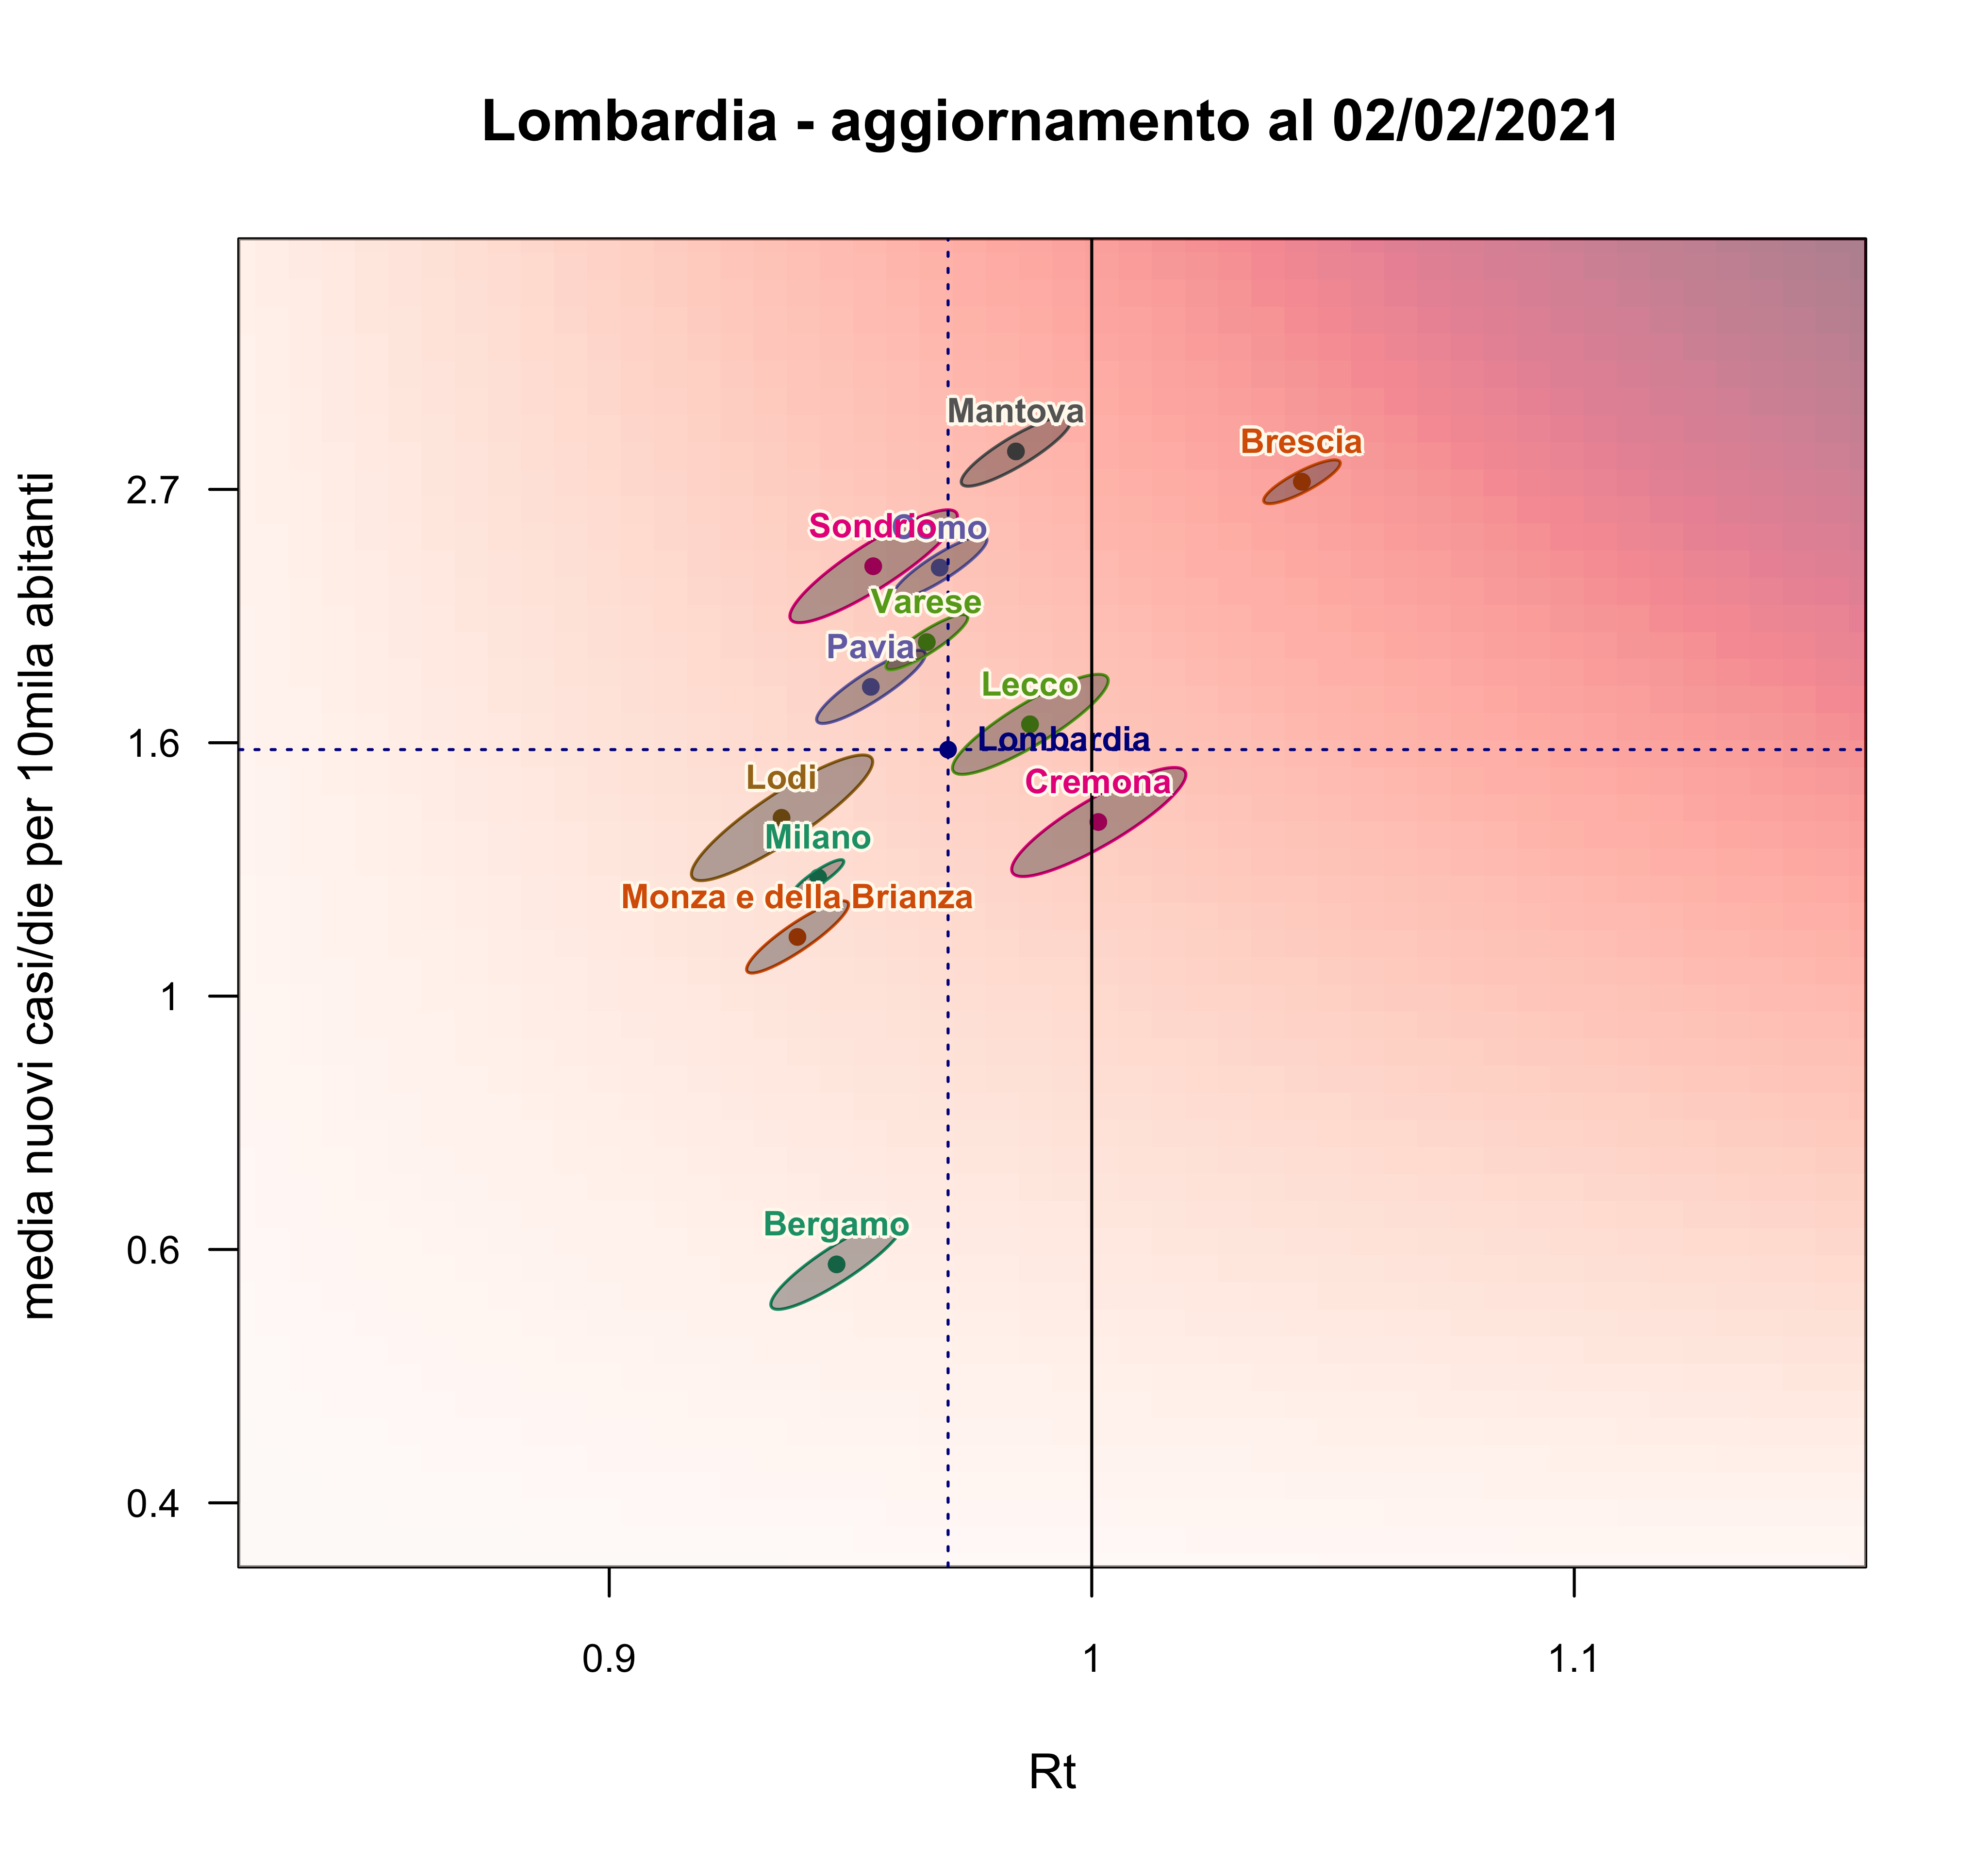 Lombardia - aggiornamento al 02/02/2021
media nuovi casi/die per 10mila abitanti
2.7
1.6
1
0.6
0.4
Mantova
Brescia
Sondrio
Como
Varese
Pavia
Lecco
Lombardia
Lodi
Cremona
Milano
Monza e della Brianza
Bergamo
0.9
1
1.1
Rt